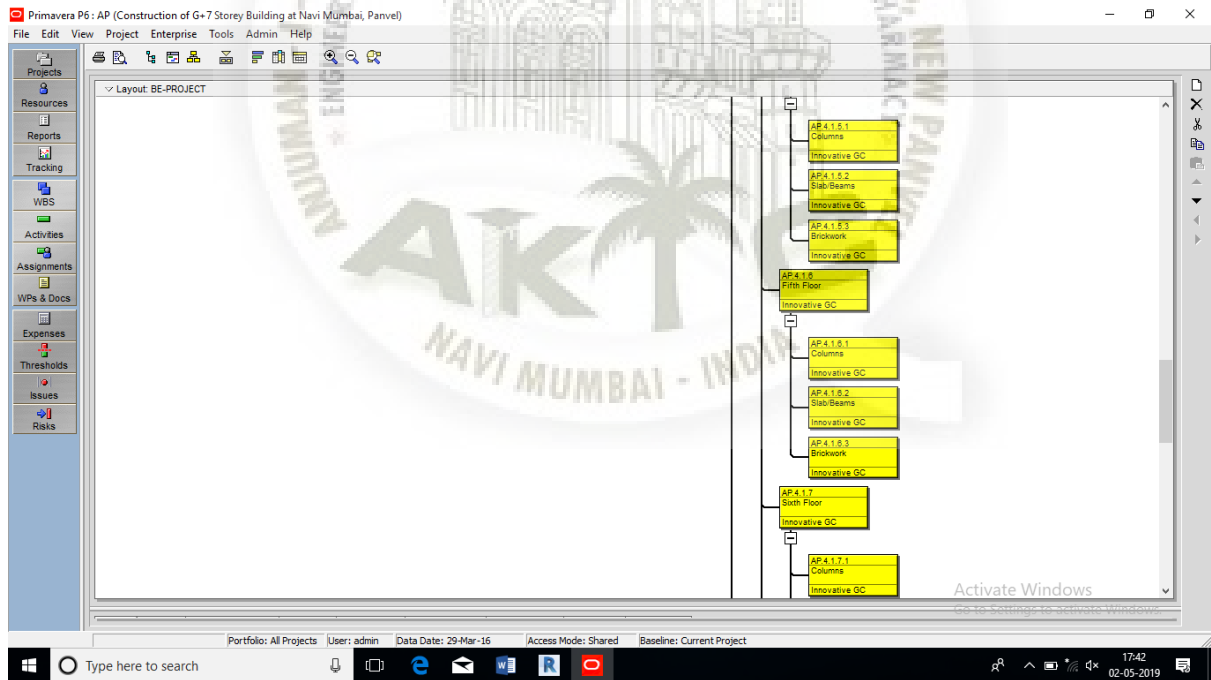 Primavera P6 : AP (Construction of G+7 Storey Building at Navi Mumbai, Panvel)
File Edit View Project Enterprise Tools Admin Help
Projects
Resources
Reports
Tracking
WBS
Activities
Assignments
WPs & Docs
Expenses
Thresholds
Issues
Risks
Layout: BE-PROJECT
AP.4.1.5.1
Columns
Innovative GC
AP.4.1.5.2
Slab/Beams
Innovative GC
AP.4.1.5.3
Brickwork
Innovative GC
AP.4.1.6
Fifth Floor
Innovative GC
AP.4.1.6.1
Columns
Innovative GC
AP.4.1.6.2
Slab/Beams
Innovative GC
AP.4.1.6.3
Brickwork
Innovative GC
AP.4.1.7
Sixth Floor
Innovative GC
AP.4.1.7.1
Columns
Innovative GC
AKTC
NAVI MUMBAI - INDIA
Activate Windows
Go to Settings to activate Windows.
Portfolio: All Projects User: admin Data Date: 29-Mar-16 Access Mode: Shared Baseline: Current Project
Type here to search
17:42
02-05-2019